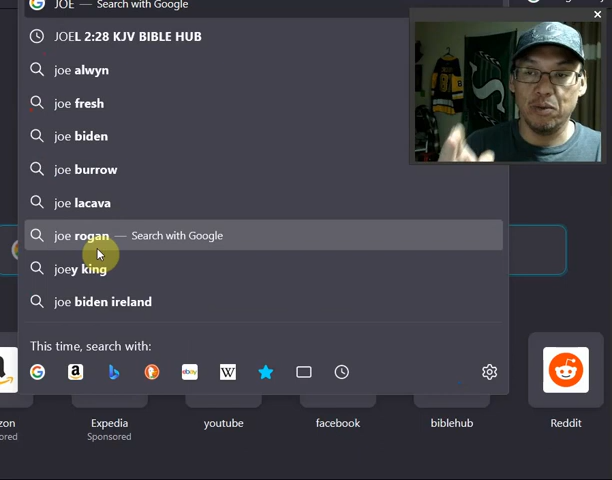 JOE — Search with Google
JOEL 2:28 KJV BIBLE HUB
joe alwyn
joe fresh
joe biden
joe burrow
joe lacava
joe rogan — Search with Google
joey king
joe biden ireland
This time, search with:
a
W
ebay
zon
ored
Expedia
Sponsored
youtube
facebook
biblehub
Reddit